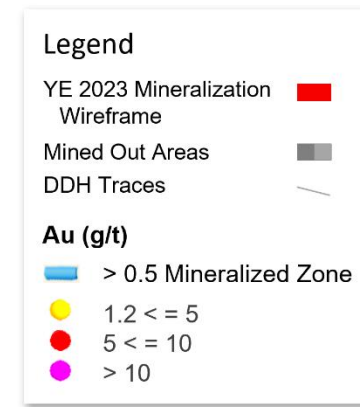 Legend
YE 2023 Mineralization
Wireframe
Mined Out Areas
DDH Traces
Au (g/t)
> 0.5 Mineralized Zone
1.2 < = 5
5 < = 10
> 10